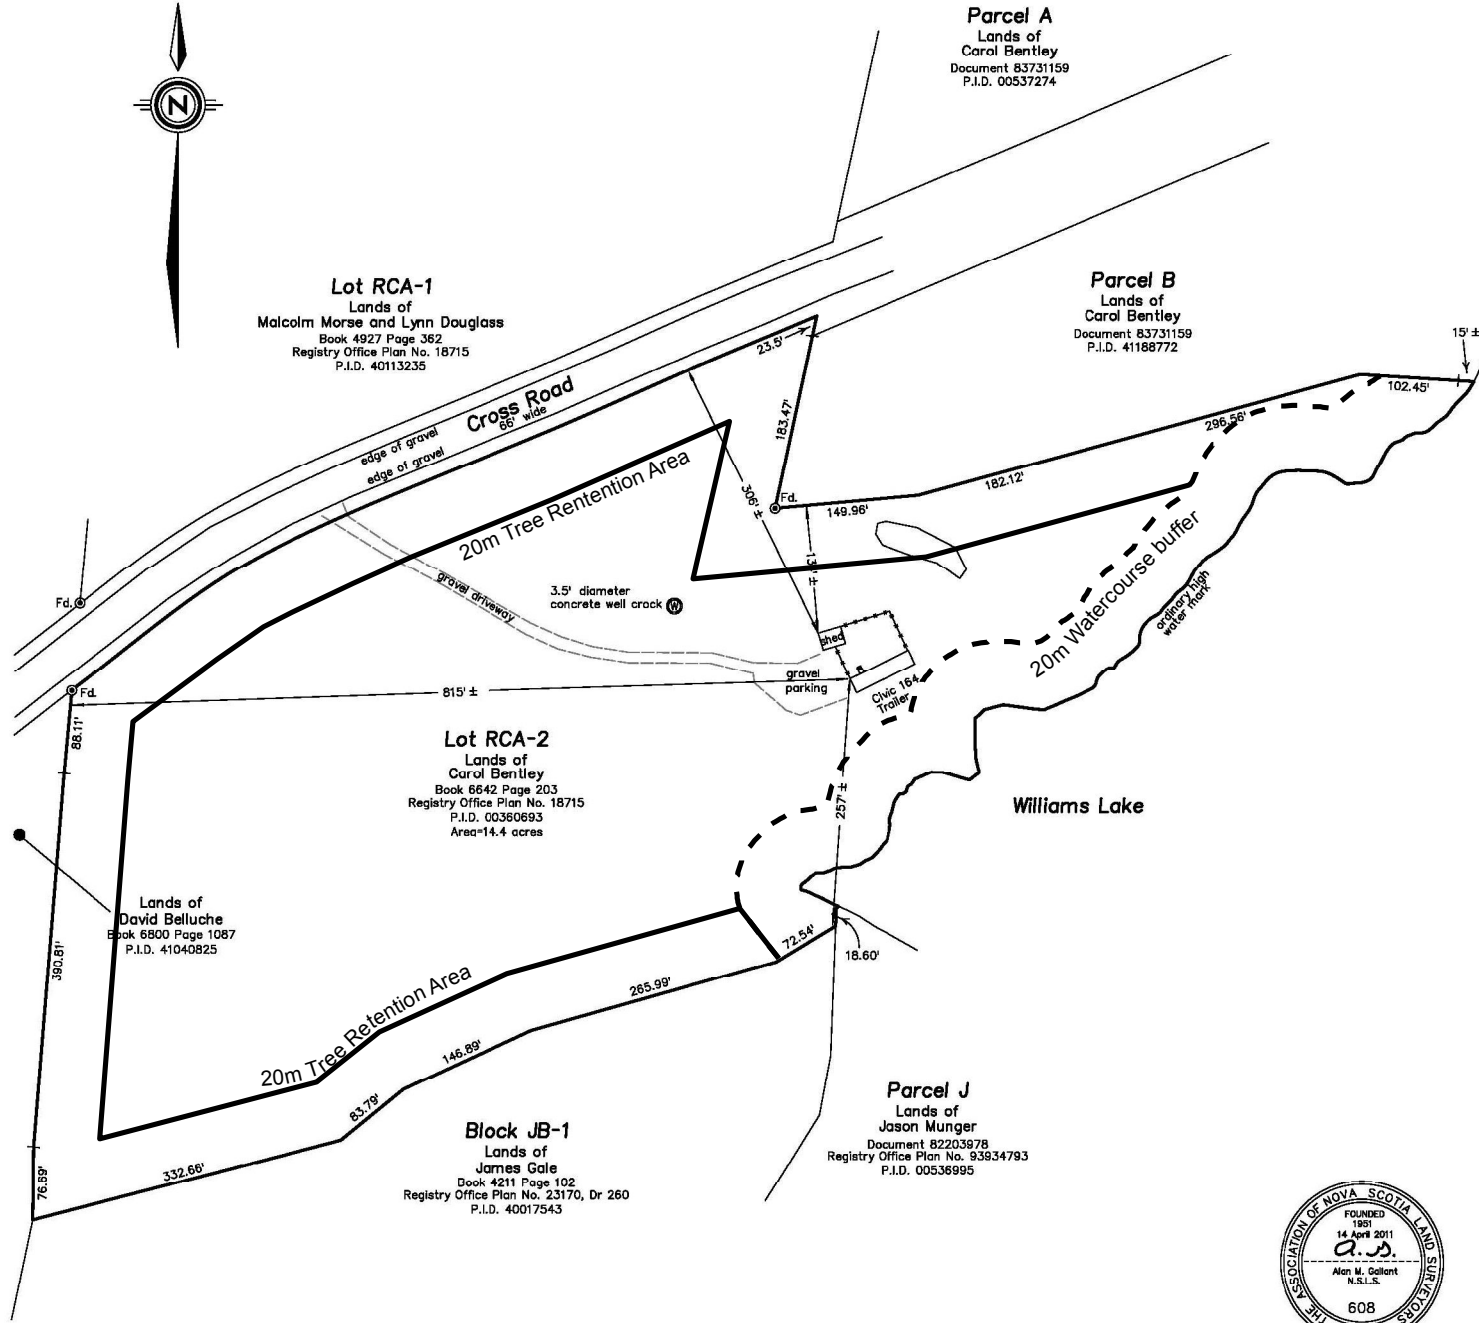 Parcel A
Lands of
Carol Bentley
Document 83731159
P.I.D. 00537274
N
Lot RCA-1
Lands of
Malcolm Morse and Lynn Douglass
Book 4927 Page 362
Registry Office Plan No. 18715
P.I.D. 40113235
Parcel B
Lands of
Carol Bentley
Document 83731159
P.I.D. 41188772
15' ±
102.45'
23.5'
Cross Road
66' wide
edge of gravel
edge of gravel
183.47'
296.56'
20m Tree Rentention Area
306' ±
Fd.
149.96'
182.12'
gravel driveway
3.5' diameter
concrete well crock
W
20m Watercourse buffer
ordinary high
water mark
Fd.
shed
gravel
parking
Civic 164
Trailer
Fd.
815' ±
88.11'
Lot RCA-2
Lands of
Carol Bentley
Book 6642 Page 203
Registry Office Plan No. 18715
P.I.D. 00360693
Area=14.4 acres
257' ±
Williams Lake
Lands of
David Belluche
Book 6800 Page 1087
P.I.D. 41040825
390.81'
72.54'
18.60'
265.99'
20m Tree Retention Area
146.89'
83.79'
332.66'
76.69'
Block JB-1
Lands of
James Gale
Book 4211 Page 102
Registry Office Plan No. 23170, Dr 260
P.I.D. 40017543
Parcel J
Lands of
Jason Munger
Document 82203978
Registry Office Plan No. 93934793
P.I.D. 00536995
THE ASSOCIATION OF NOVA SCOTIA LAND SURVEYORS
FOUNDED
1951
14 April 2011
Alan M. Gallant
N.S.L.S.
608